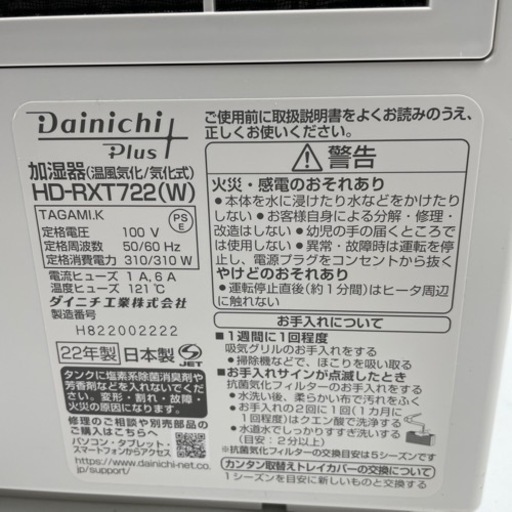 Dainichi
Plus
加湿器(温風気化/気化式)
HD-RXT722(W)
TAGAMI.K
PS
E
定格電圧 100 V
定格周波数 50/60 Hz
定格消費電力 310/310 W
電流ヒューズ 1 A, 6 A
温度ヒューズ 121℃
ダイニチ工業株式会社
製造番号
H822002222
22年製 日本製 S JET
タンクに塩素系除菌消臭剤や
芳香剤などを入れないでくだ
さい。変形・割れ・故障・
火災の原因になります。
修理のご相談や別売部品の
ご購入はこちらへ
パソコン・タブレット・
スマートフォンからアクセス
https://www.dainichi-net.co.
jp/support/
ご使用前に取扱説明書をよくお読みのうえ、
正しくお使いください。
警告
火災・感電のおそれあり
●本体を水に浸けたり水などをかけたり
しない ●お客様自身による分解・修理・
改造はしない ●幼児の手の届くところで
は使用しない ●異常・故障時は運転を停
止し、電源プラグをコンセントから抜く
やけどのおそれあり
●運転停止直後(約1分間)はヒータ周辺
に触れない
お手入れについて
■1週間に1回程度
吸気グリルのお手入れをする
●掃除機などで、ほこりを吸い取る
■お手入れサインが点滅したとき
抗菌気化フィルターのお手入れをする
●水洗い後、柔らかい布で汚れをふく
●お手入れの2回に1回(1カ月に
1回程度)はクエン酸で洗浄する
●水道水でしっかりすすぎ洗いする
(目安:2分以上)
※抗菌気化フィルターの交換目安は5シーズンです
カンタン取替えトレイカバーの交換について
1シーズンを目安に新しいものと交換する